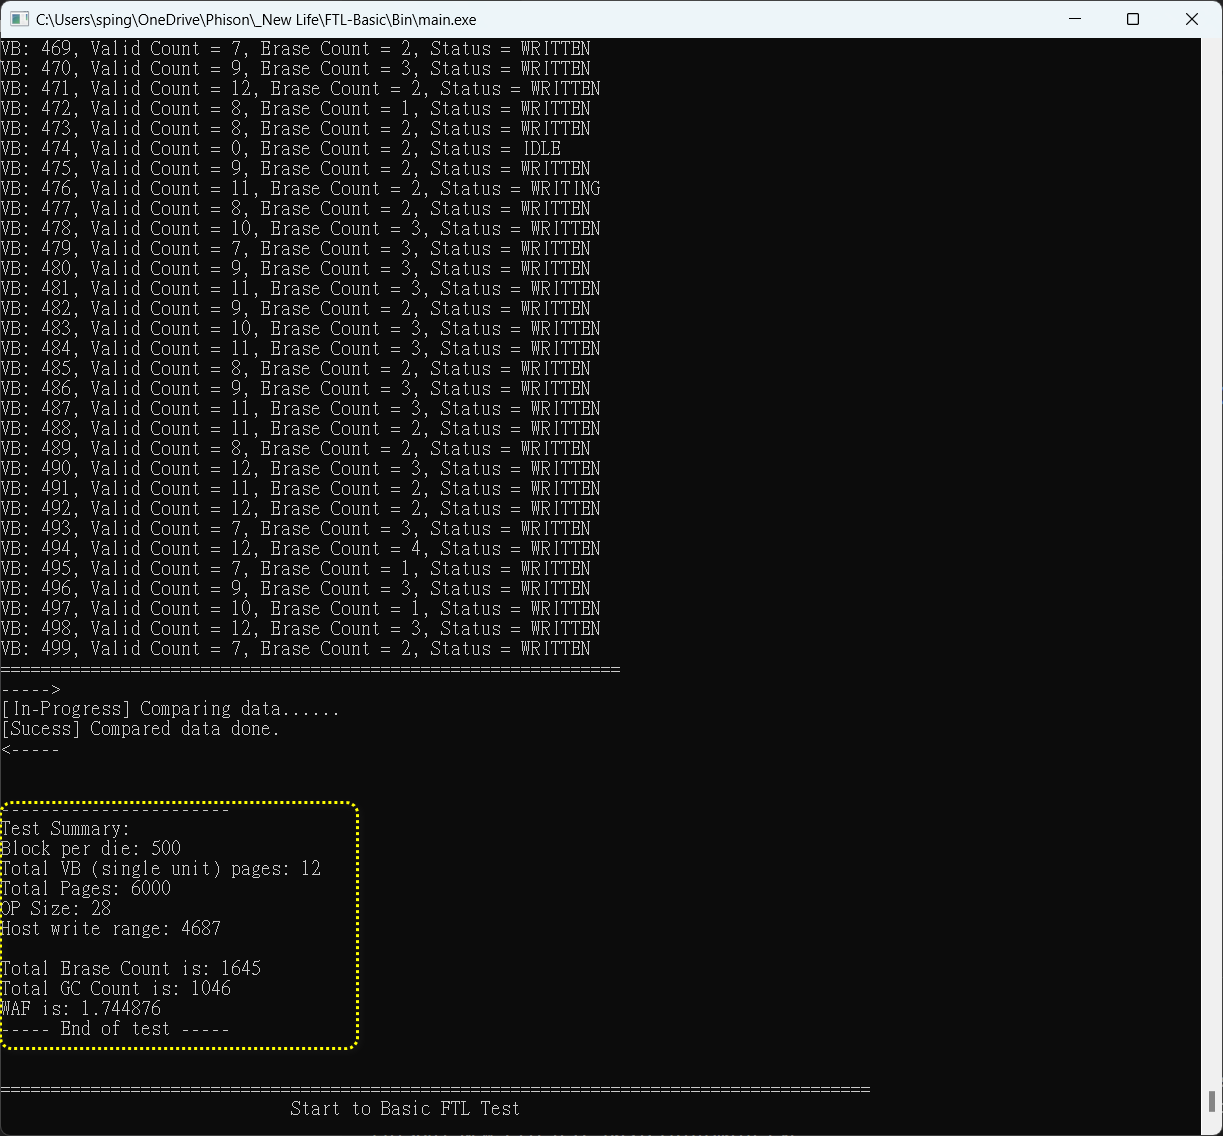 C:\Users\sping\OneDrive\Phison\_New Life\FTL-Basic\Bin\main.exe
VB: 469, Valid Count = 7, Erase Count = 2, Status = WRITTEN
VB: 470, Valid Count = 9, Erase Count = 3, Status = WRITTEN
VB: 471, Valid Count = 12, Erase Count = 2, Status = WRITTEN
VB: 472, Valid Count = 8, Erase Count = 1, Status = WRITTEN
VB: 473, Valid Count = 8, Erase Count = 2, Status = WRITTEN
VB: 474, Valid Count = 0, Erase Count = 2, Status = IDLE
VB: 475, Valid Count = 9, Erase Count = 2, Status = WRITTEN
VB: 476, Valid Count = 11, Erase Count = 2, Status = WRITING
VB: 477, Valid Count = 8, Erase Count = 2, Status = WRITTEN
VB: 478, Valid Count = 10, Erase Count = 3, Status = WRITTEN
VB: 479, Valid Count = 7, Erase Count = 3, Status = WRITTEN
VB: 480, Valid Count = 9, Erase Count = 3, Status = WRITTEN
VB: 481, Valid Count = 11, Erase Count = 3, Status = WRITTEN
VB: 482, Valid Count = 9, Erase Count = 2, Status = WRITTEN
VB: 483, Valid Count = 10, Erase Count = 3, Status = WRITTEN
VB: 484, Valid Count = 11, Erase Count = 3, Status = WRITTEN
VB: 485, Valid Count = 8, Erase Count = 2, Status = WRITTEN
VB: 486, Valid Count = 9, Erase Count = 3, Status = WRITTEN
VB: 487, Valid Count = 11, Erase Count = 3, Status = WRITTEN
VB: 488, Valid Count = 11, Erase Count = 2, Status = WRITTEN
VB: 489, Valid Count = 8, Erase Count = 2, Status = WRITTEN
VB: 490, Valid Count = 12, Erase Count = 3, Status = WRITTEN
VB: 491, Valid Count = 11, Erase Count = 2, Status = WRITTEN
VB: 492, Valid Count = 12, Erase Count = 2, Status = WRITTEN
VB: 493, Valid Count = 7, Erase Count = 3, Status = WRITTEN
VB: 494, Valid Count = 12, Erase Count = 4, Status = WRITTEN
VB: 495, Valid Count = 7, Erase Count = 1, Status = WRITTEN
VB: 496, Valid Count = 9, Erase Count = 3, Status = WRITTEN
VB: 497, Valid Count = 10, Erase Count = 1, Status = WRITTEN
VB: 498, Valid Count = 12, Erase Count = 3, Status = WRITTEN
VB: 499, Valid Count = 7, Erase Count = 2, Status = WRITTEN
==============================================================
----->
[In-Progress] Comparing data......
[Sucess] Compared data done.
<-----
-----------------------
Test Summary:
Block per die: 500
Total VB (single unit) pages: 12
Total Pages: 6000
OP Size: 28
Host write range: 4687
Total Erase Count is: 1645
Total GC Count is: 1046
WAF is: 1.744876
----- End of test -----
=======================================================================================
Start to Basic FTL Test